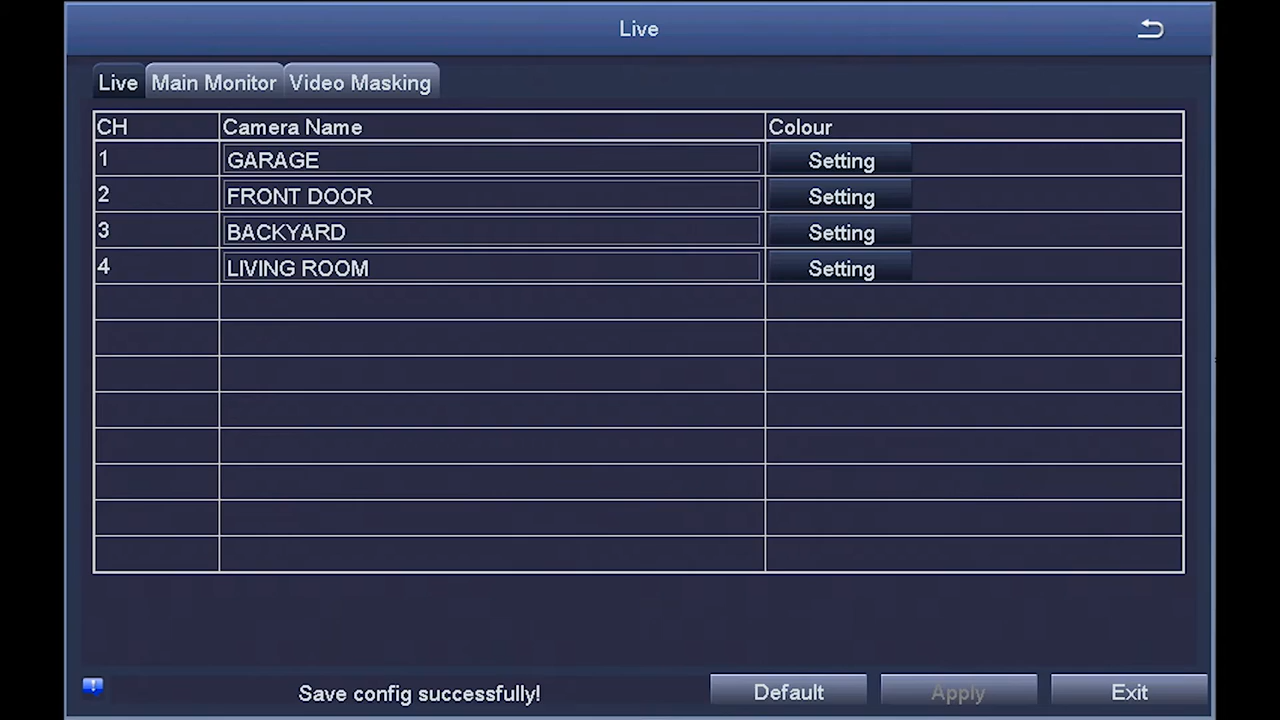 Live
Live Main Monitor Video Masking
CH Camera Name Colour
1 GARAGE Setting
2 FRONT DOOR Setting
3 BACKYARD Setting
4 LIVING ROOM Setting
Save config successfully! Default Apply Exit